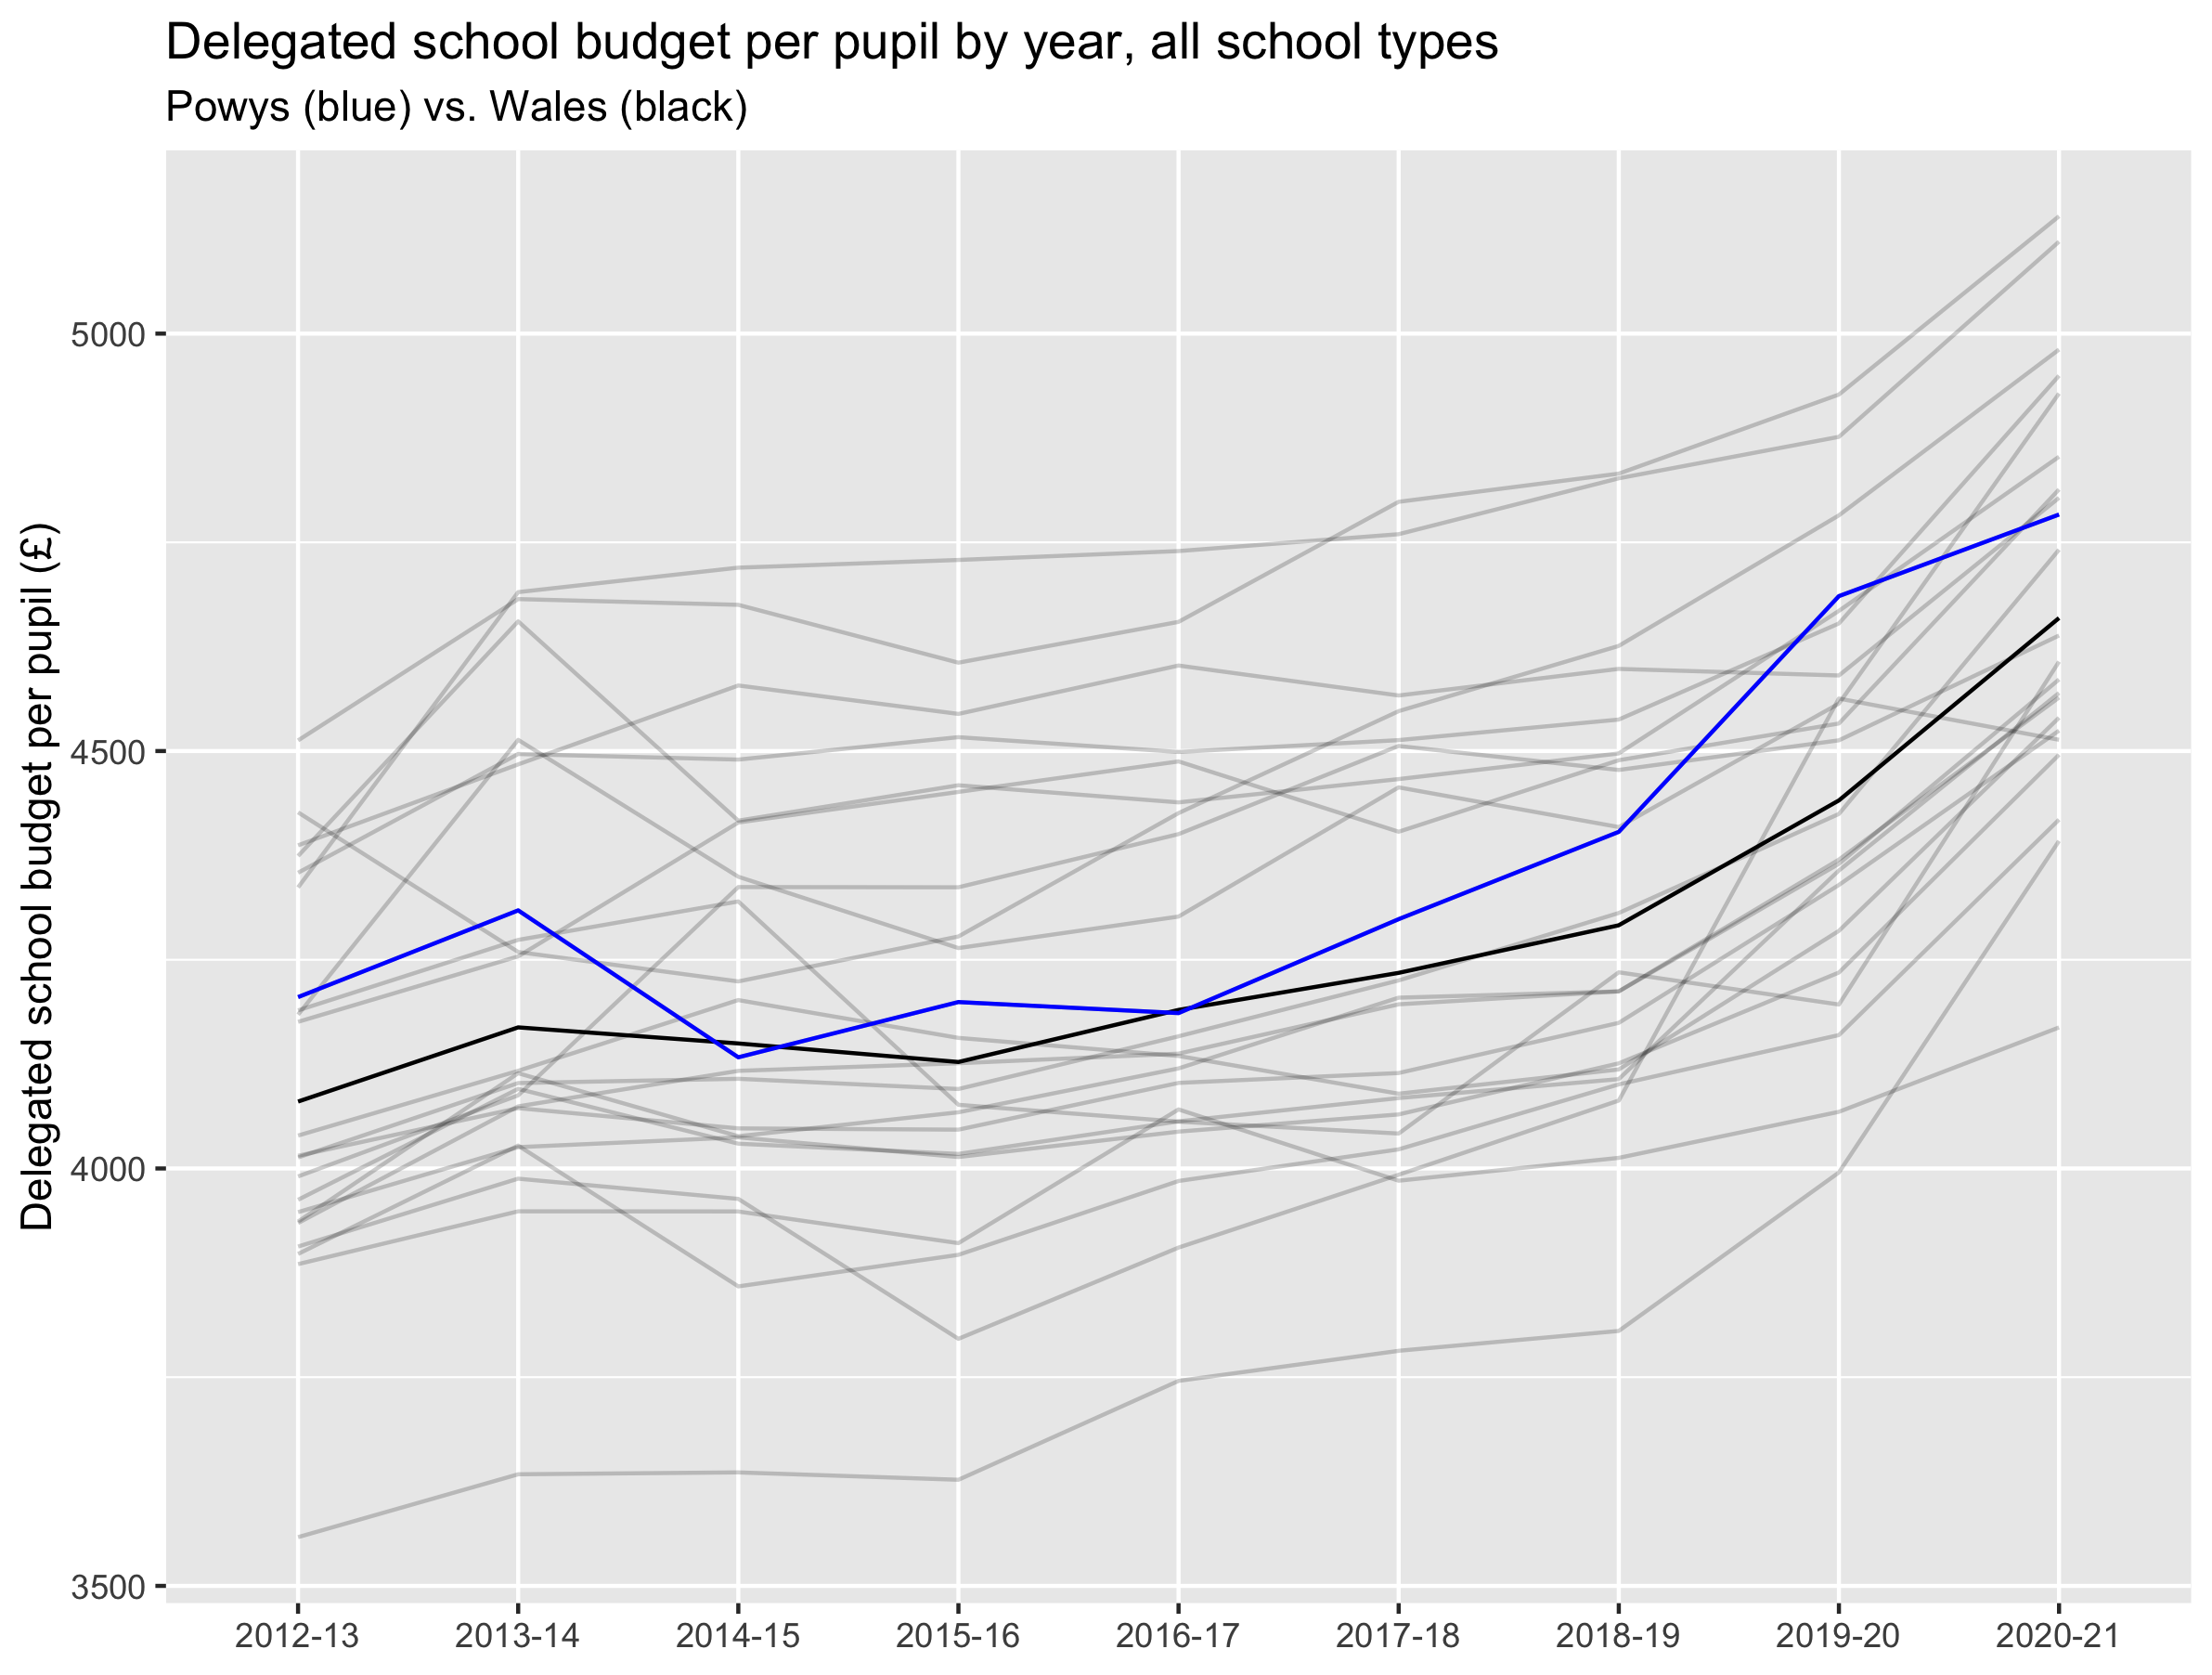 Delegated school budget per pupil by year, all school types
Powys (blue) vs. Wales (black)
Delegated school budget per pupil (£)
5000
4500
4000
3500
2012-13 2013-14 2014-15 2015-16 2016-17 2017-18 2018-19 2019-20 2020-21